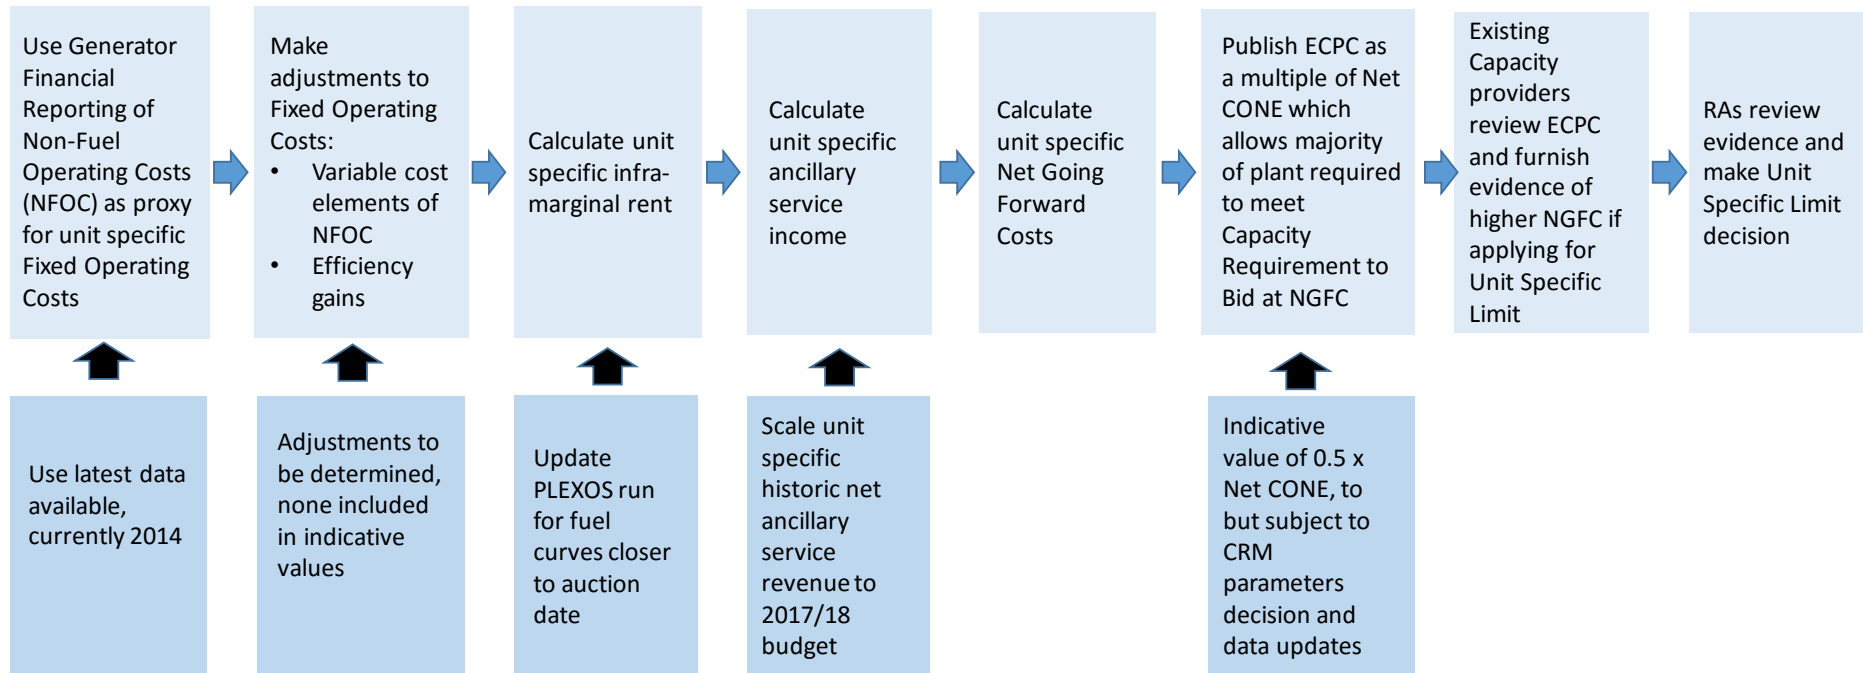 Use Generator
Financial
Reporting of
Non-Fuel
Operating Costs
(NFOC) as proxy
for unit specific
Fixed Operating
Costs
Make
adjustments to
Fixed Operating
Costs:
• Variable cost
elements of
NFOC
• Efficiency
gains
Calculate unit
specific infra-
marginal rent
Calculate
unit specific
ancillary
service
income
Calculate
unit specific
Net Going
Forward
Costs
Publish ECPC as
a multiple of Net
CONE which
allows majority
of plant required
to meet
Capacity
Requirement to
Bid at NGFC
Existing
Capacity
providers
review ECPC
and furnish
evidence of
higher NGFC if
applying for
Unit Specific
Limit
RAs review
evidence and
make Unit
Specific Limit
decision
Use latest data
available,
currently 2014
Adjustments to
be determined,
none included
in indicative
values
Update
PLEXOS run
for fuel
curves closer
to auction
date
Scale unit
specific
historic net
ancillary
service
revenue to
2017/18
budget
Indicative
value of 0.5 x
Net CONE, to
but subject to
CRM
parameters
decision and
data updates